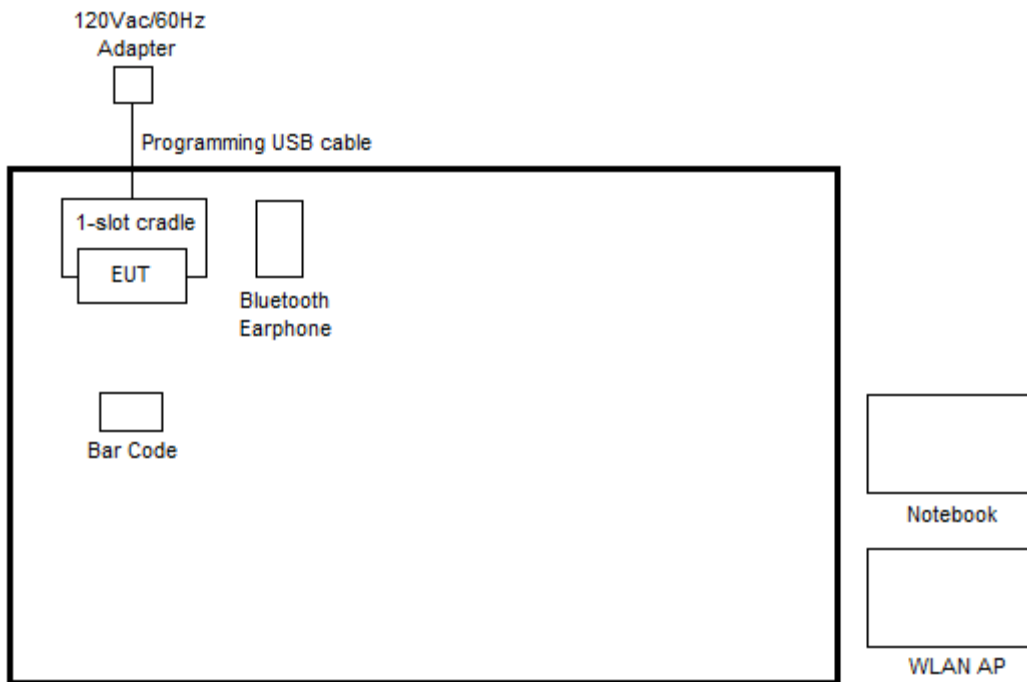 120Vac/60Hz
Adapter
Programming USB cable
1-slot cradle
EUT
Bluetooth
Earphone
Bar Code
Notebook
WLAN AP